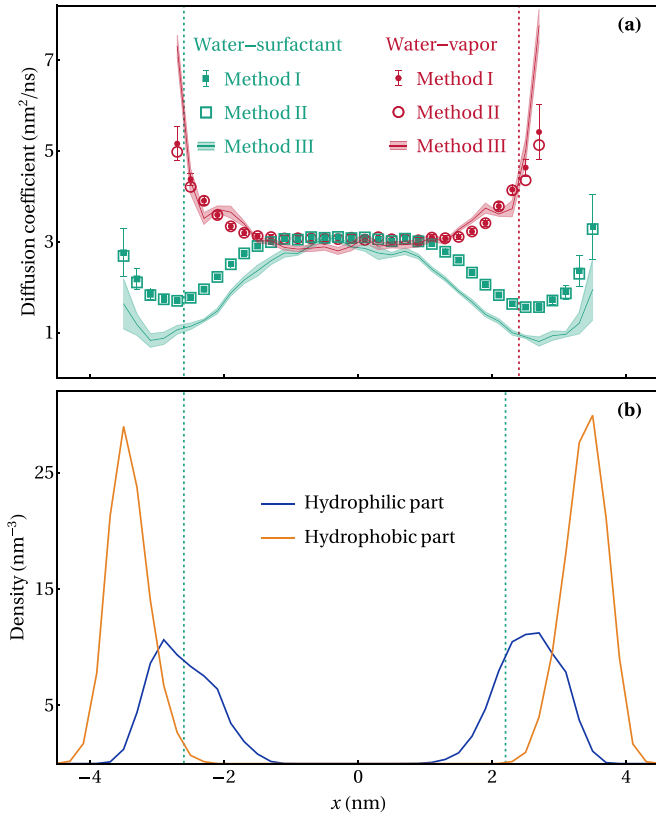 (a)
Water–surfactant Water–vapor
Method I Method I
Method II Method II
Method III Method III
Diffusion coefficient (nm²/ns)
7
5
3
1
(b)
Hydrophilic part
Hydrophobic part
Density (nm⁻³)
25
15
5
−4 −2 0 2 4
x (nm)